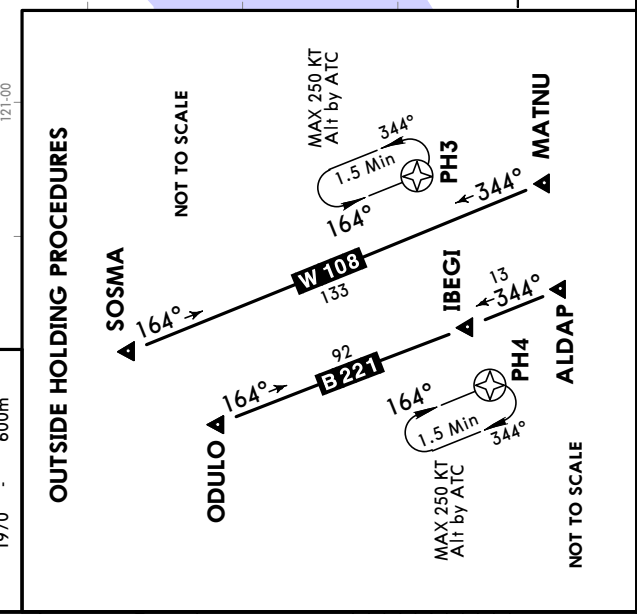 121-00
1970 - 600m
OUTSIDE HOLDING PROCEDURES
NOT TO SCALE
MAX 250 KT
Alt by ATC
344°
1.5 Min
164°
PH3
MATNU
344°
SOSMA
164°
W 108
133
IBEGI
13
344°
ALDAP
ODULO
164°
92
B 221
164°
1.5 Min
344°
PH4
MAX 250 KT
Alt by ATC
NOT TO SCALE